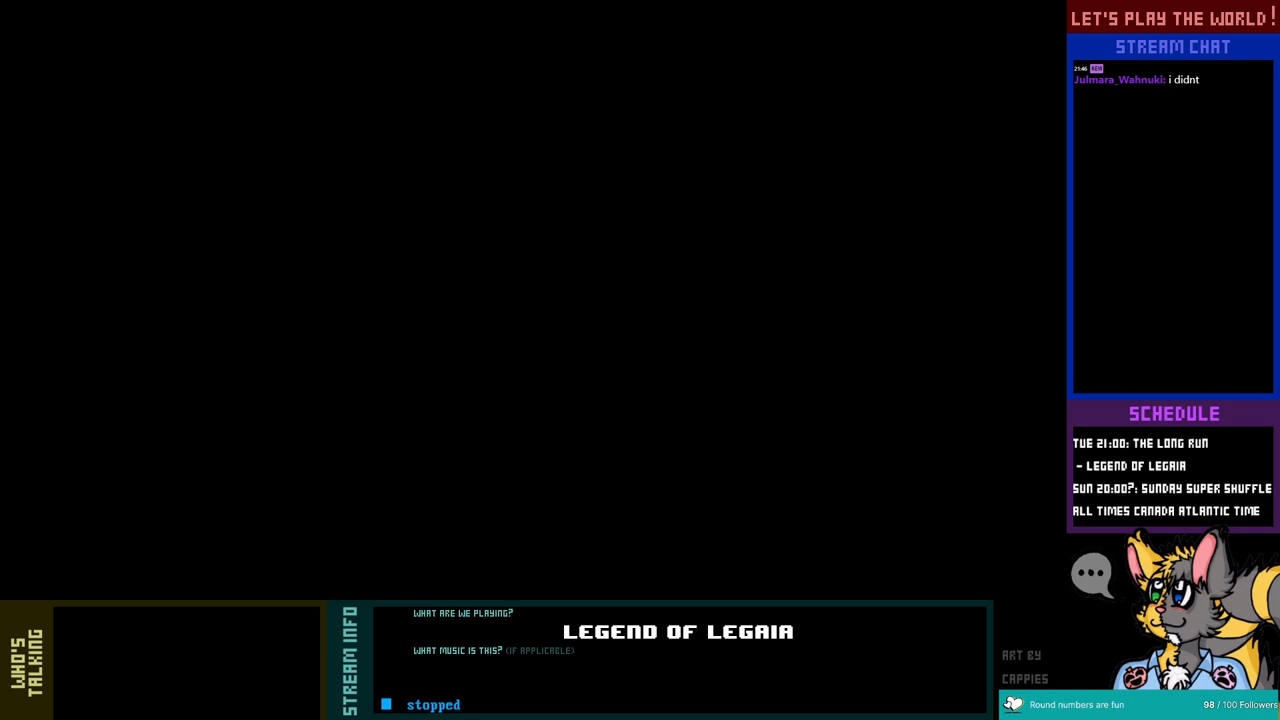 LET'S PLAY THE WORLD!
STREAM CHAT
21:46 KEW
Julmara_Wahnuki: i didnt
SCHEDULE
TUE 21:00: THE LONG RUN
- LEGEND OF LEGAIA
SUN 20:00?: SUNDAY SUPER SHUFFLE
ALL TIMES CANADA ATLANTIC TIME
WHO'S TALKING
STREAM INFO
WHAT ARE WE PLAYING?
LEGEND OF LEGAIA
WHAT MUSIC IS THIS? (IF APPLICABLE)
stopped
ART BY
CAPPIES
Round numbers are fun 98 / 100 Followers